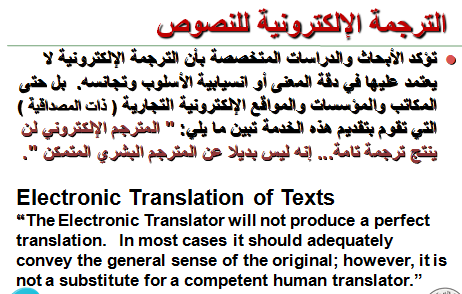 الترجمة الإلكترونية للنصوص
تؤكد الأبحاث والدراسات المتخصصة بأن الترجمة الإلكترونية لا
يعتمد عليها في دقة المعنى أو انسيابية الأسلوب وتجانسه. بل حتى
المكاتب والمؤسسات والمواقع الإلكترونية التجارية ( ذات المصداقية )
التي تقوم بتقديم هذه الخدمة تبين ما يلي: " المترجم الإلكتروني لن
ينتج ترجمة تامة... إنه ليس بديلا عن المترجم البشري المتمكن ".
Electronic Translation of Texts
“The Electronic Translator will not produce a perfect
translation. In most cases it should adequately
convey the general sense of the original; however, it is
not a substitute for a competent human translator.”